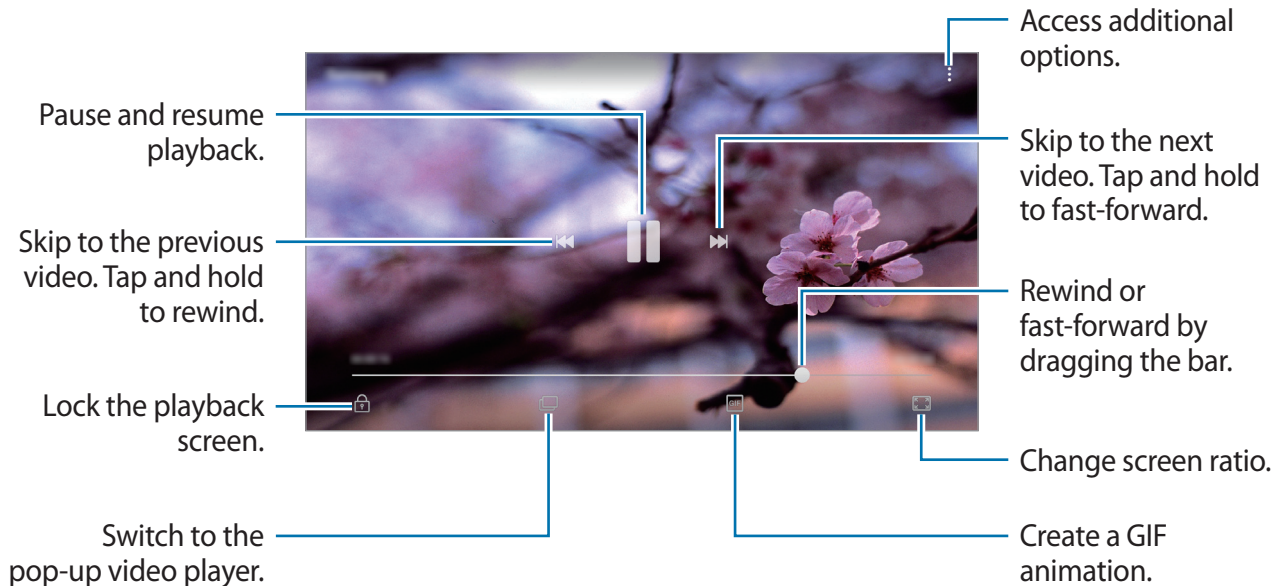 Access additional
options.
Pause and resume
playback.
Skip to the next
video. Tap and hold
to fast-forward.
Skip to the previous
video. Tap and hold
to rewind.
Rewind or
fast-forward by
dragging the bar.
Lock the playback
screen.
GIF
Change screen ratio.
Switch to the
pop-up video player.
Create a GIF
animation.